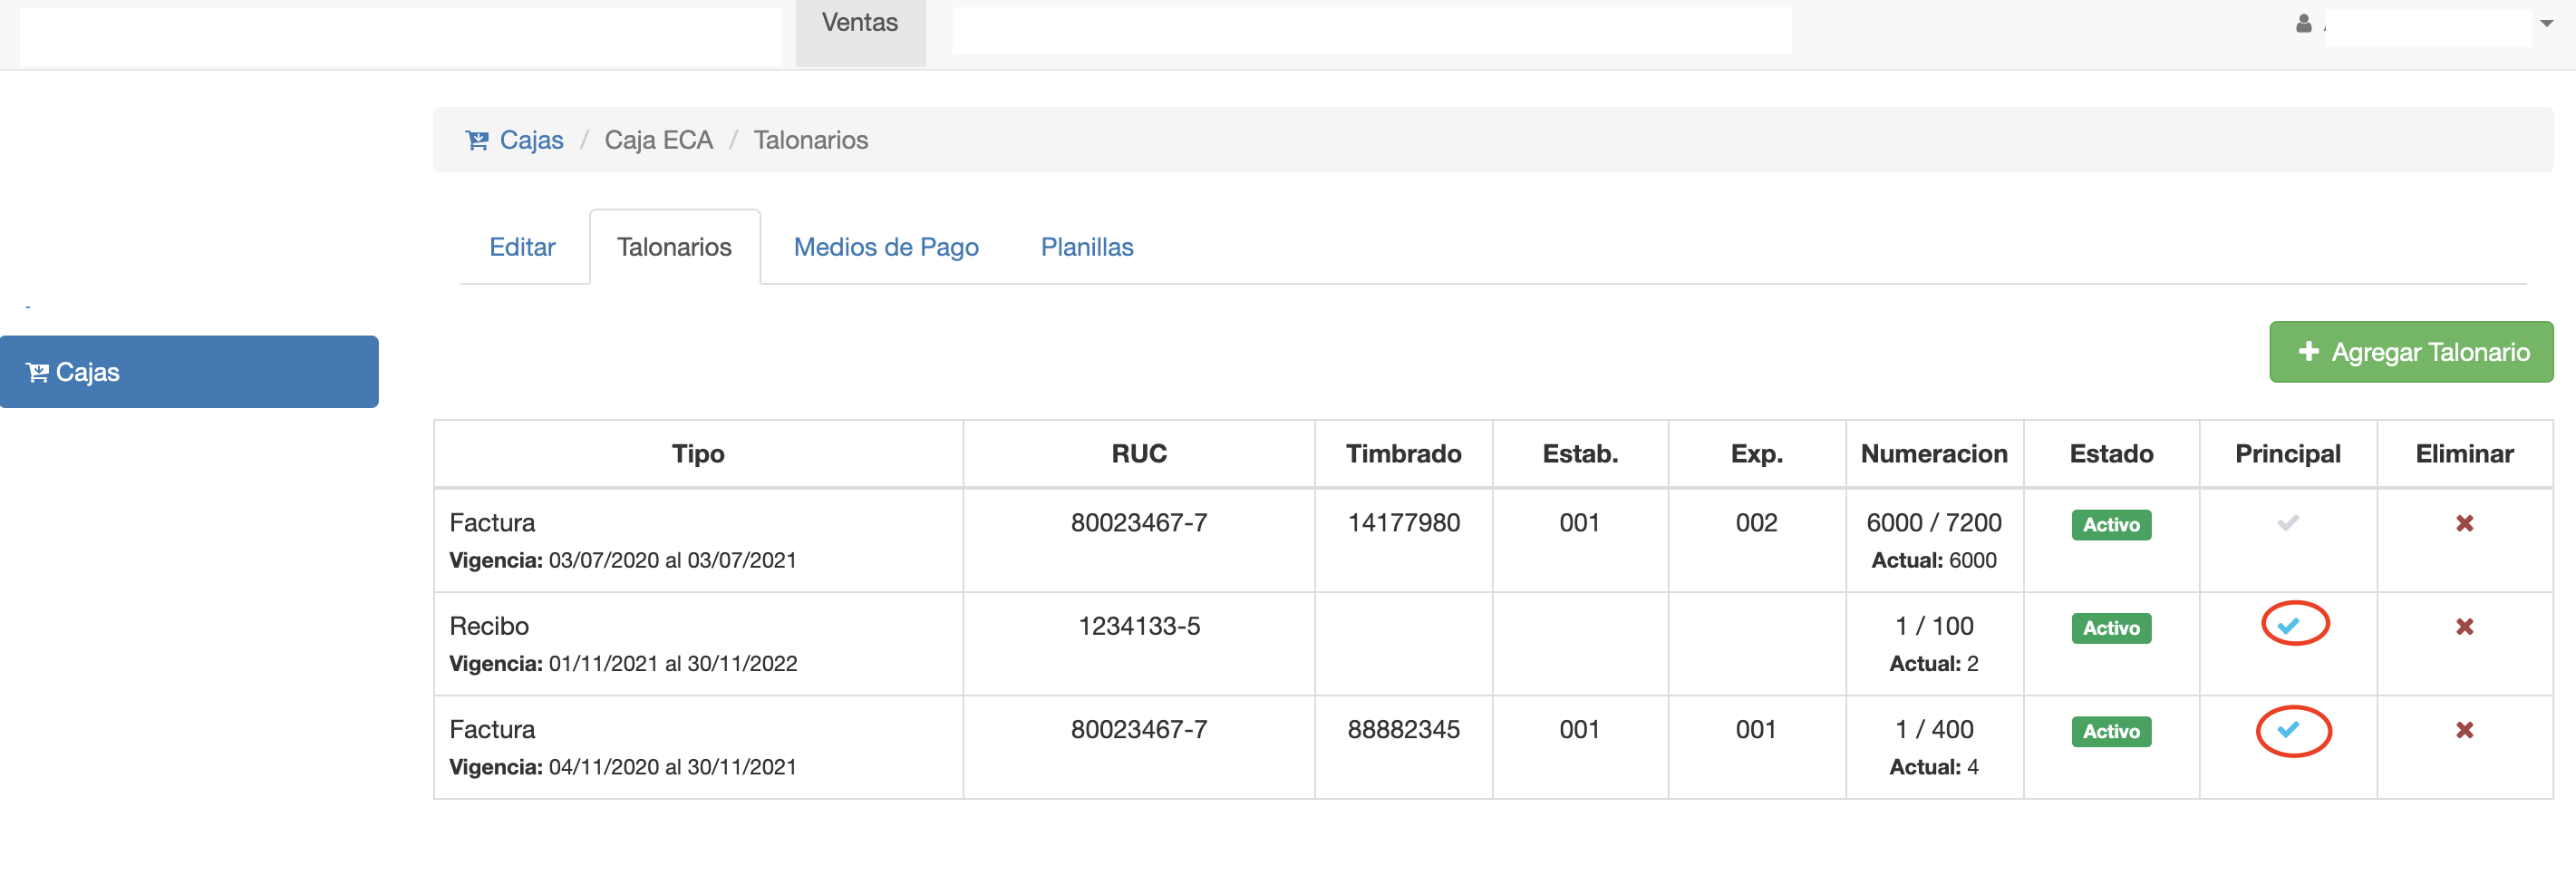 Ventas
Cajas / Caja ECA / Talonarios
Editar Talonarios Medios de Pago Planillas
Cajas
+ Agregar Talonario
Tipo RUC Timbrado Estab. Exp. Numeracion Estado Principal Eliminar
Factura 80023467-7 14177980 001 002 6000 / 7200 Activo
Vigencia: 03/07/2020 al 03/07/2021 Actual: 6000
Recibo 1234133-5 1 / 100 Activo
Vigencia: 01/11/2021 al 30/11/2022 Actual: 2
Factura 80023467-7 88882345 001 001 1 / 400 Activo
Vigencia: 04/11/2020 al 30/11/2021 Actual: 4